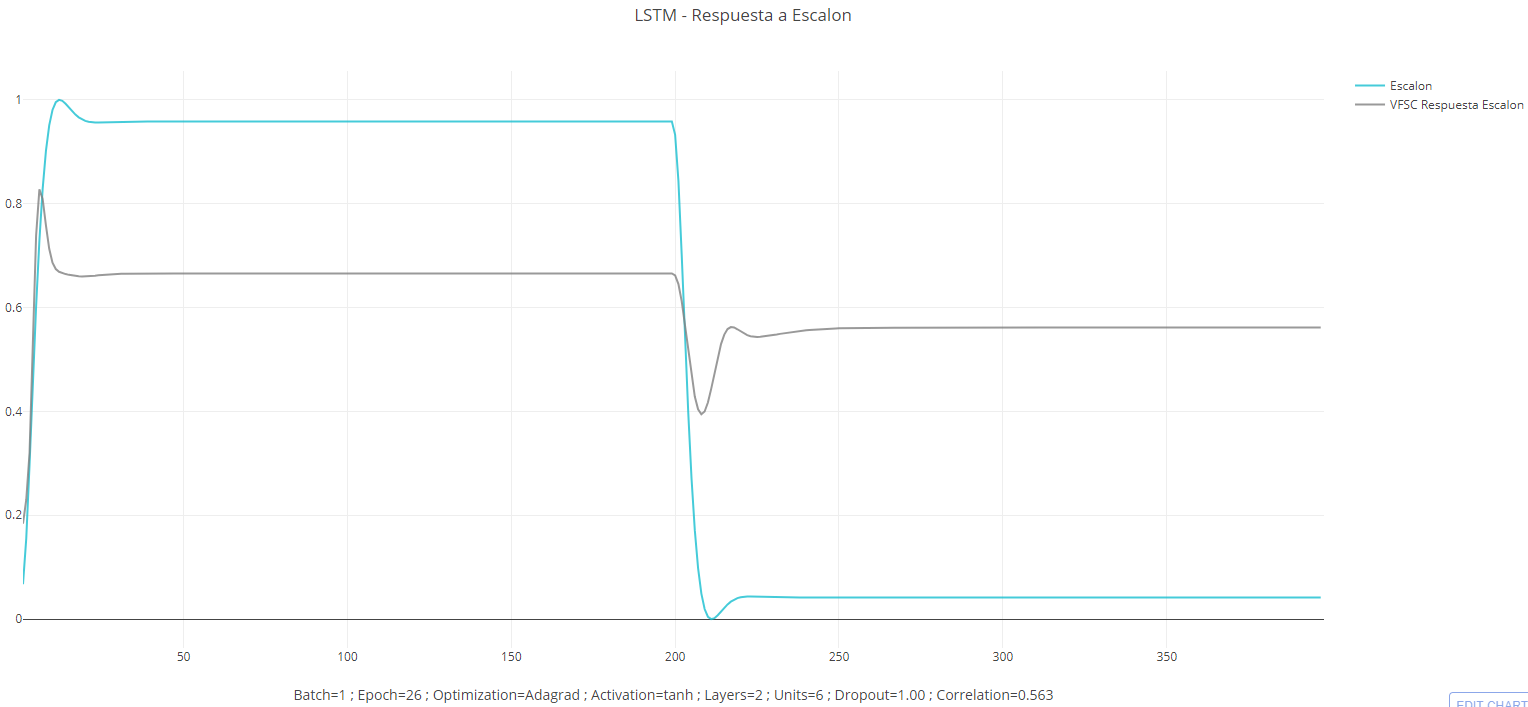 LSTM - Respuesta a Escalon
Escalon
VFSC Respuesta Escalon
1
0.8
0.6
0.4
0.2
0
50 100 150 200 250 300 350
Batch=1 ; Epoch=26 ; Optimization=Adagrad ; Activation=tanh ; Layers=2 ; Units=6 ; Dropout=1.00 ; Correlation=0.563
EDIT CHART